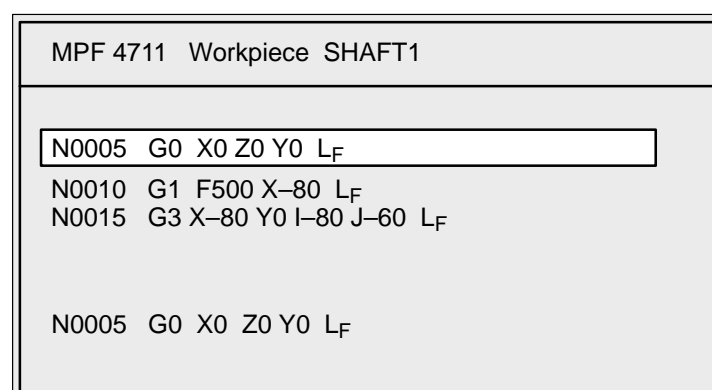 MPF 4711 Workpiece SHAFT1
N0005 G0 X0 Z0 Y0 LF
N0010 G1 F500 X–80 LF
N0015 G3 X–80 Y0 I–80 J–60 LF
N0005 G0 X0 Z0 Y0 LF